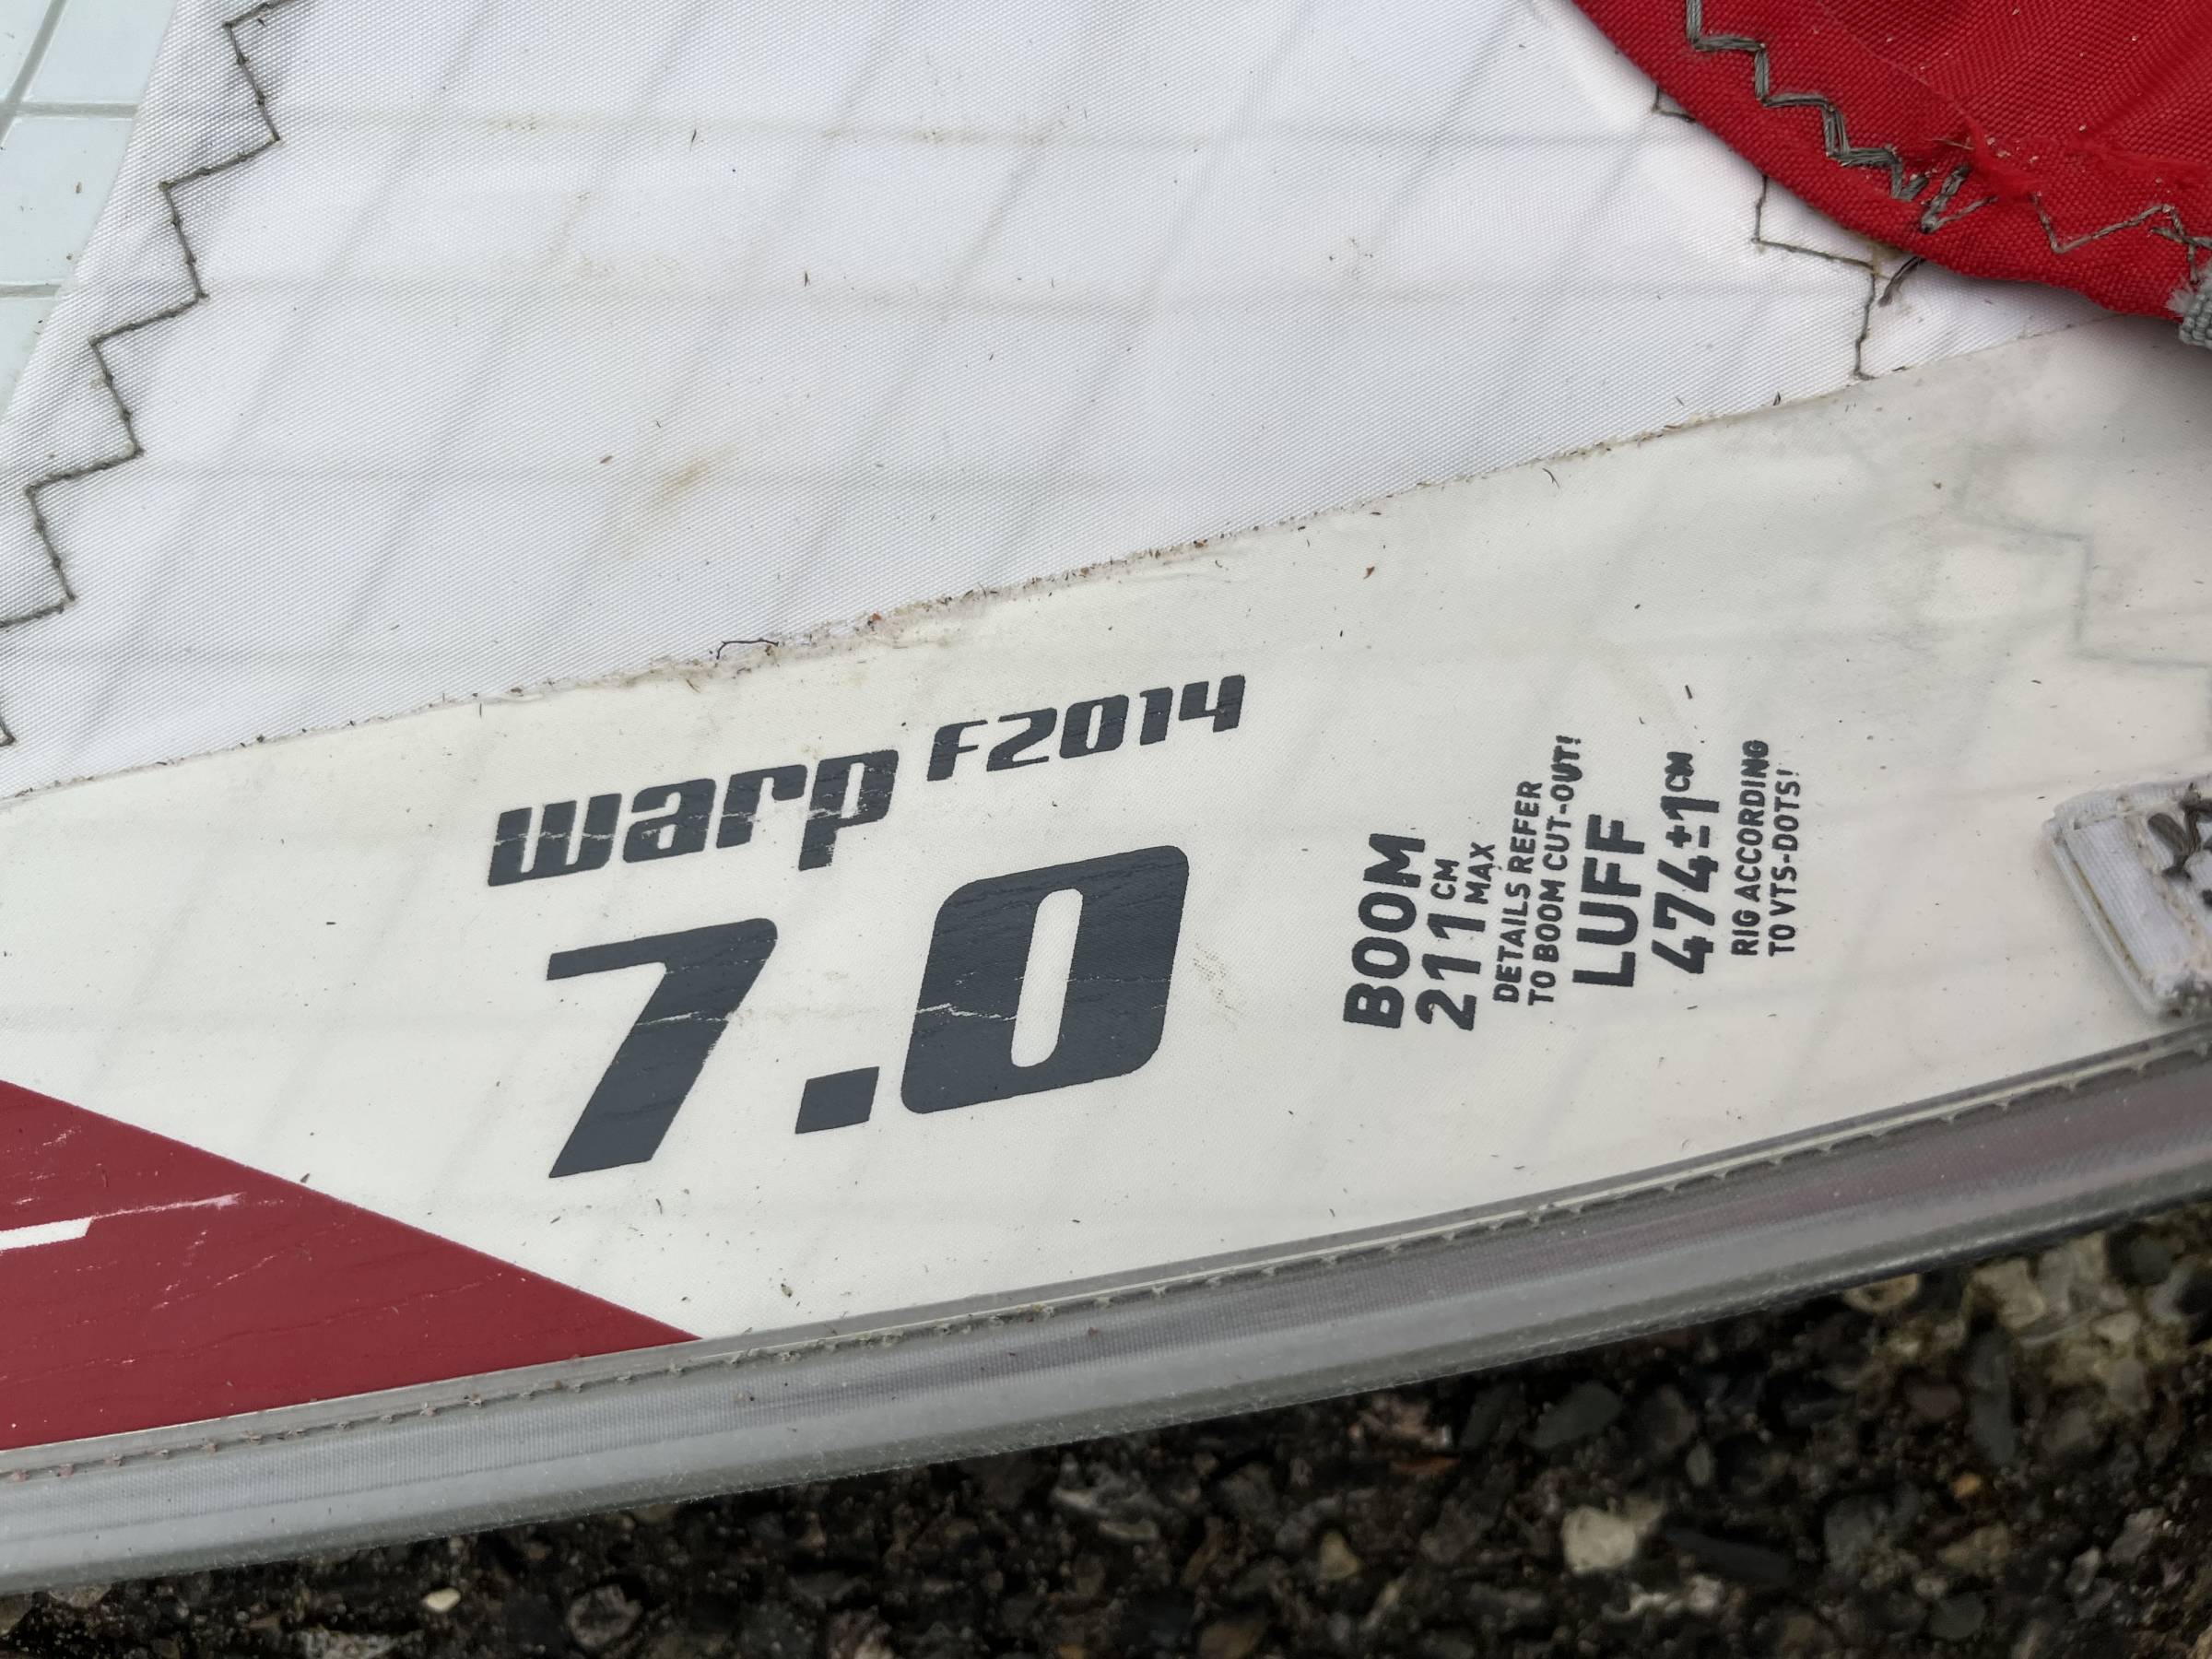 warp F2014
7.0
BOOM
211 CM MAX
DETAILS REFER
TO BOOM CUT-OUT!
LUFF
474±1CM
RIG ACCORDING
TO VTS-DOTS!